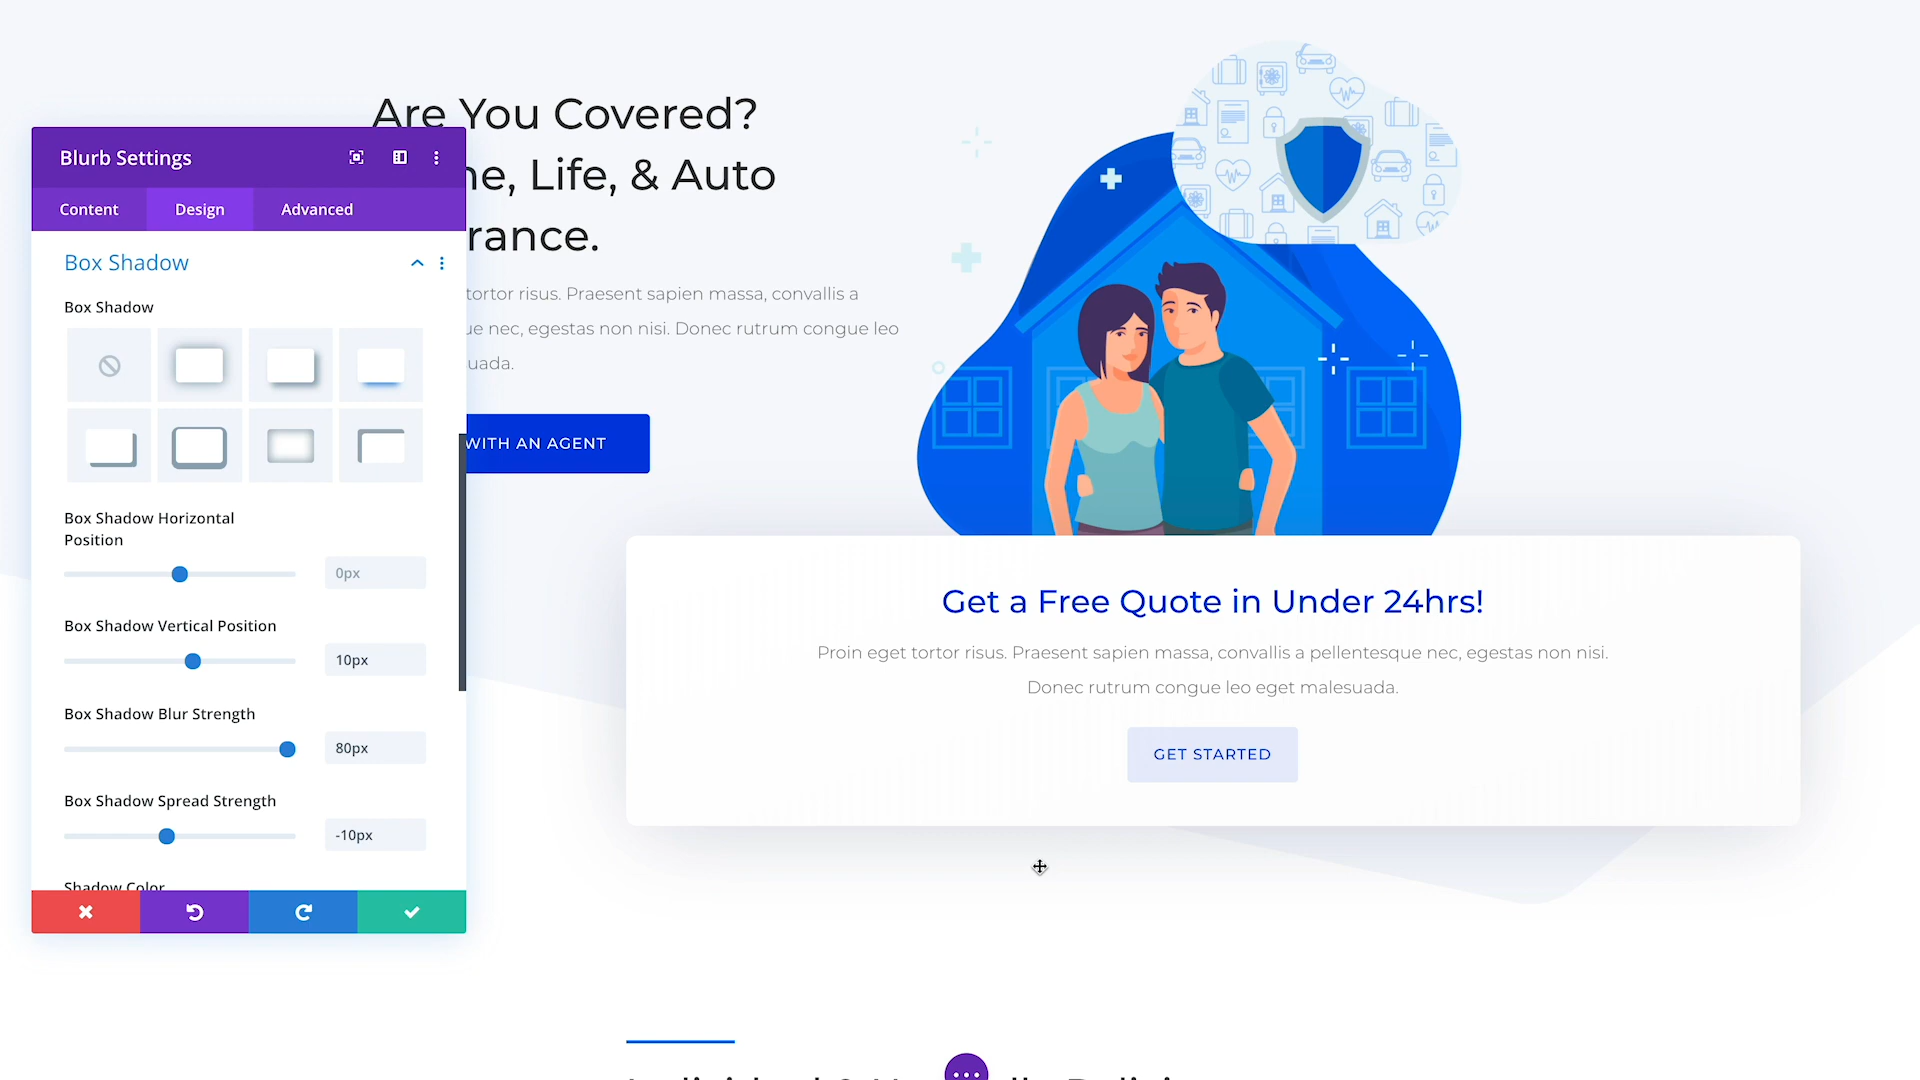 Are You Covered?
ne, Life, & Auto
rance.
tortor risus. Praesent sapien massa, convallis a
ue nec, egestas non nisi. Donec rutrum congue leo
uada.
WITH AN AGENT
Blurb Settings
Content
Design
Advanced
Box Shadow
Box Shadow
Box Shadow Horizontal
Position
0px
Box Shadow Vertical Position
10px
Box Shadow Blur Strength
80px
Box Shadow Spread Strength
-10px
Shadow Color
Get a Free Quote in Under 24hrs!
Proin eget tortor risus. Praesent sapien massa, convallis a pellentesque nec, egestas non nisi.
Donec rutrum congue leo eget malesuada.
GET STARTED